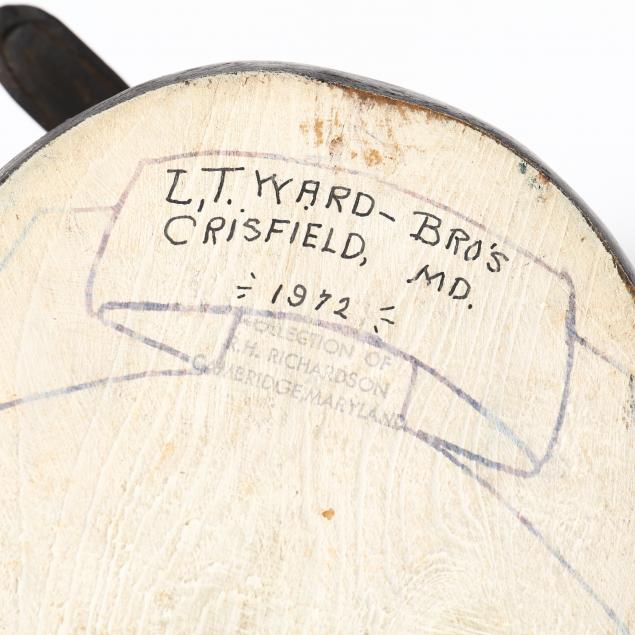 L.T. WARD- BRO'S
CRISFIELD, MD.
1972
COLLECTION OF
R.H. RICHARDSON
CAMBRIDGE, MARYLAND